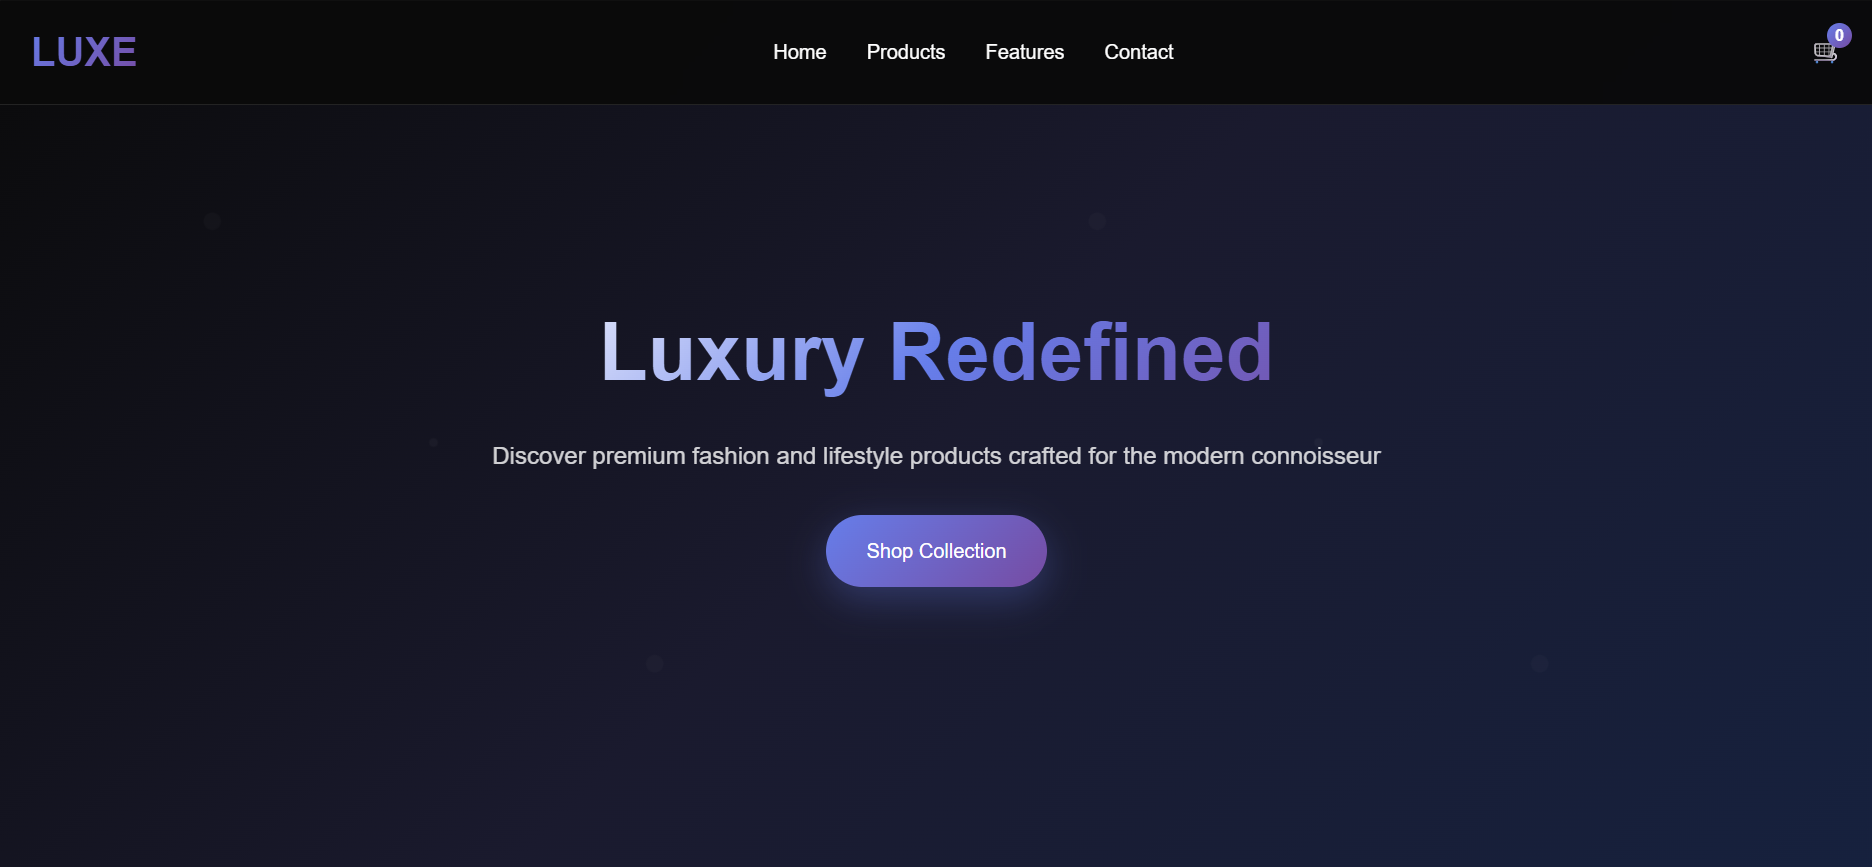 LUXE
Home Products Features Contact
0
Luxury Redefined
Discover premium fashion and lifestyle products crafted for the modern connoisseur
Shop Collection